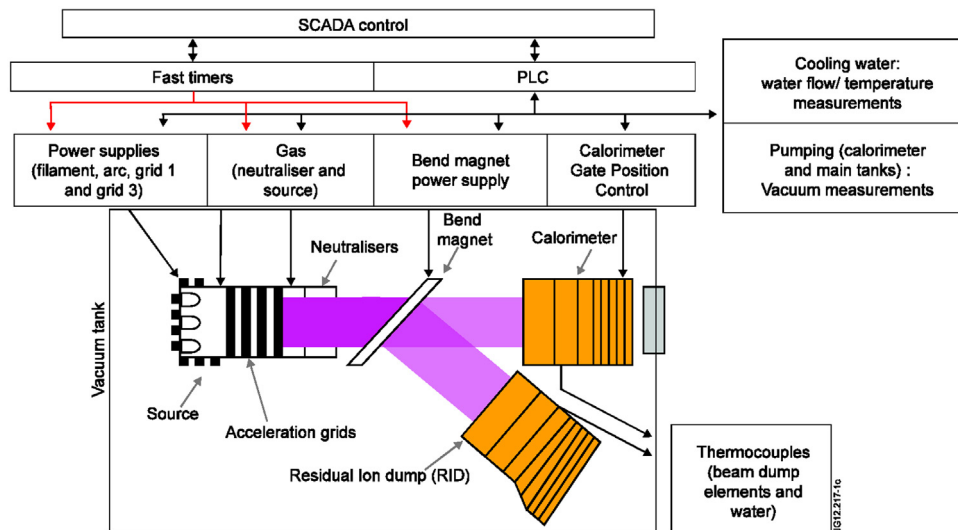 SCADA control
Fast timers
PLC
Cooling water:
water flow/ temperature
measurements
Pumping (calorimeter
and main tanks) :
Vacuum measurements
Power supplies
(filament, arc, grid 1
and grid 3)
Gas
(neutraliser and
source)
Bend magnet
power supply
Calorimeter
Gate Position
Control
Neutralisers
Bend
magnet
Calorimeter
Vacuum tank
Source
Acceleration grids
Residual Ion dump (RID)
Thermocouples
(beam dump
elements and
water)
IG12.217-1c